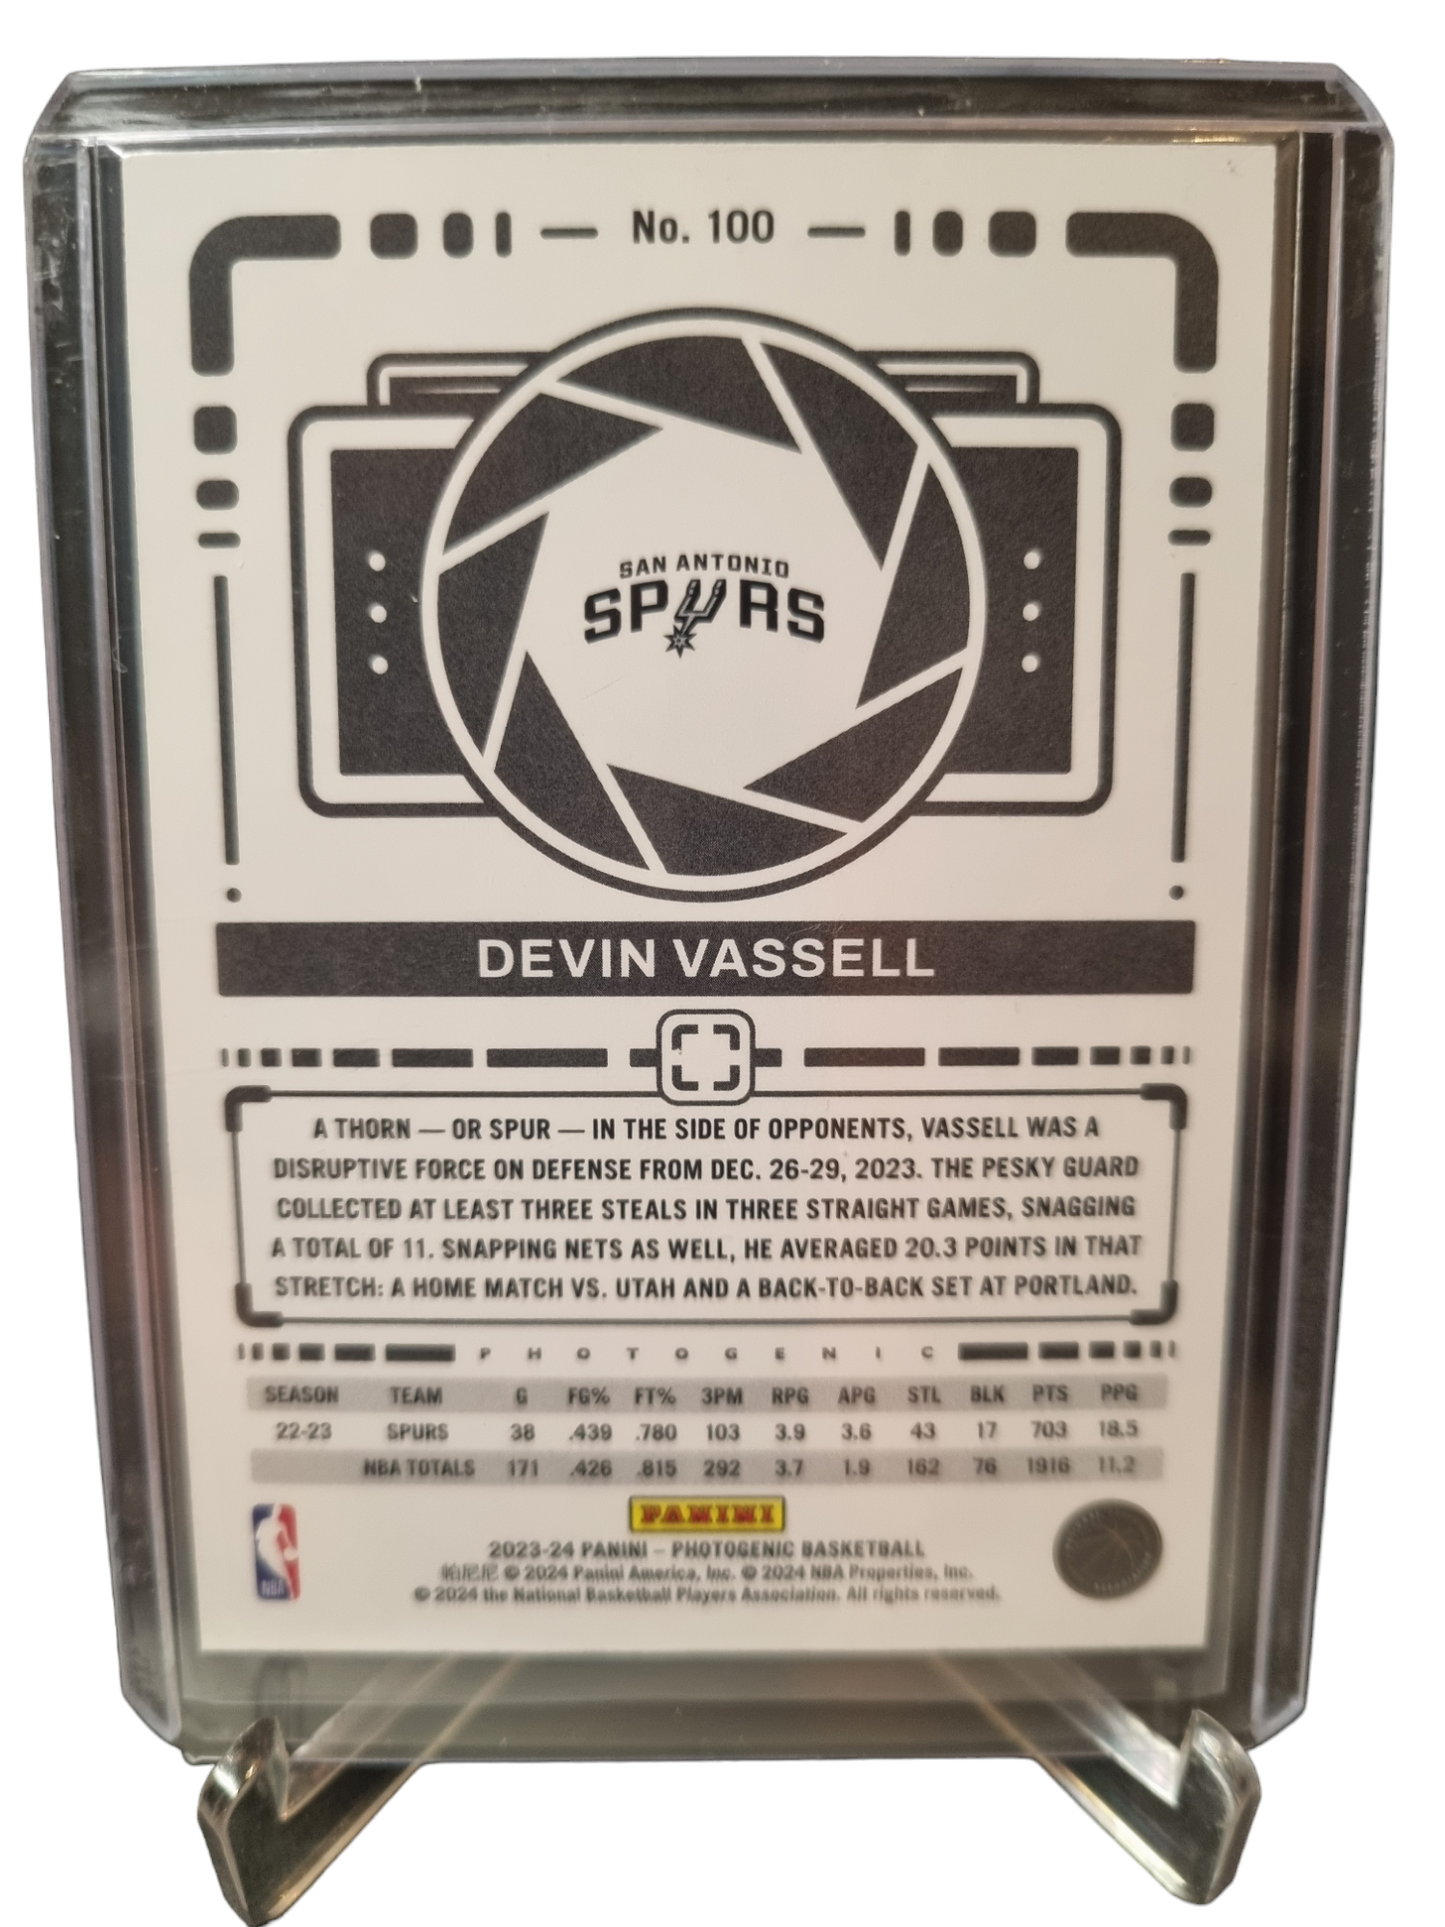 No. 100
SAN ANTONIO
SPURS
DEVIN VASSELL
A THORN — OR SPUR — IN THE SIDE OF OPPONENTS, VASSELL WAS A
DISRUPTIVE FORCE ON DEFENSE FROM DEC. 26-29, 2023. THE PESKY GUARD
COLLECTED AT LEAST THREE STEALS IN THREE STRAIGHT GAMES, SNAGGING
A TOTAL OF 11. SNAPPING NETS AS WELL, HE AVERAGED 20.3 POINTS IN THAT
STRETCH: A HOME MATCH VS. UTAH AND A BACK-TO-BACK SET AT PORTLAND.
PHOTOGENIC
SEASON TEAM G FG% FT% 3PM RPG APG STL BLK PTS PPG
22-23 SPURS 38 .439 .780 103 3.9 3.6 43 17 703 18.5
NBA TOTALS 171 .426 .815 292 3.7 1.9 162 76 1916 11.2
PANINI
2023-24 PANINI – PHOTOGENIC BASKETBALL
帕尼尼 © 2024 Panini America, Inc. © 2024 NBA Properties, Inc.
© 2024 the National Basketball Players Association. All rights reserved.
NBA